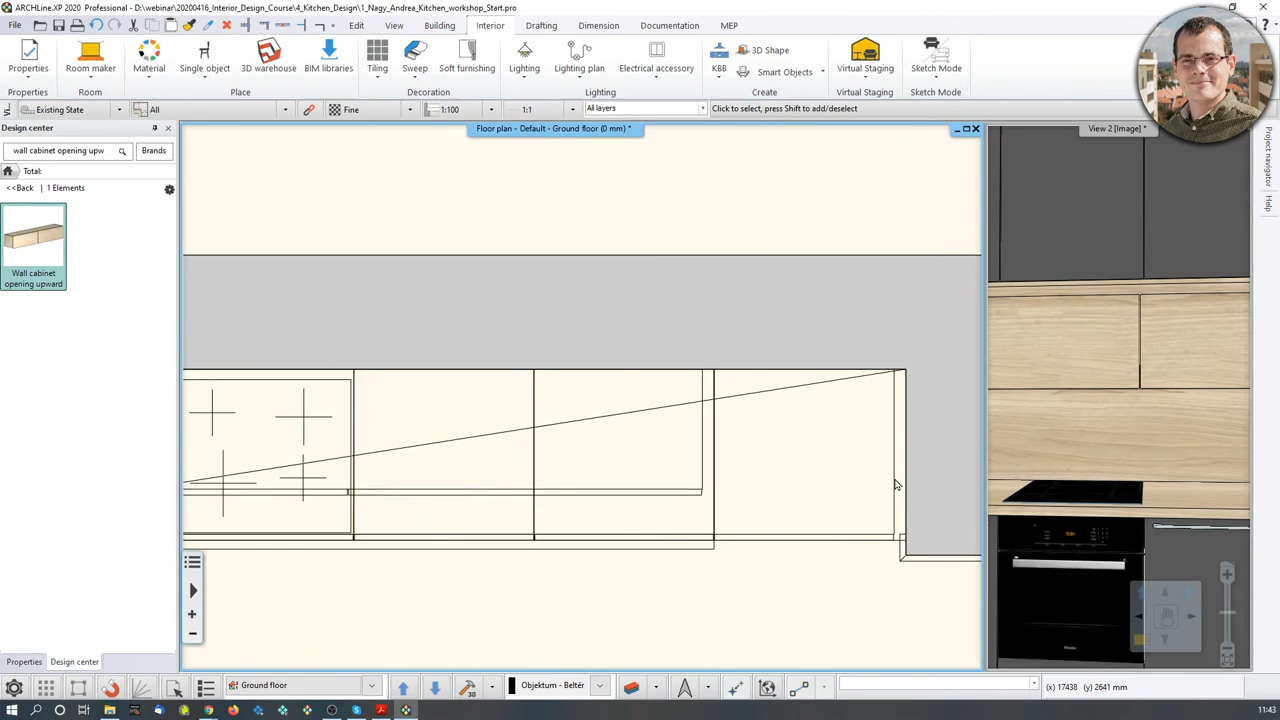 ARCHLine.XP 2020 Professional - D:\webinar\20200416_Interior_Design_Course\4_Kitchen_Design\1_Nagy_Andrea_Kitchen_workshop_Start.pro
File
Edit
View
Building
Interior
Drafting
Dimension
Documentation
MEP
Properties
Room maker
Material
Single object
3D warehouse
BIM libraries
Tiling
Sweep
Soft furnishing
Lighting
Lighting plan
Electrical accessory
KBB
3D Shape
Smart Objects
Virtual Staging
Sketch Mode
Properties
Room
Place
Decoration
Lighting
Create
Virtual Staging
Sketch Mode
Existing State
All
Fine
1:100
1:1
All layers
Click to select, press Shift to add/deselect
Design center
Floor plan - Default - Ground floor (0 mm) *
View 2 [Image] *
wall cabinet opening upw
Brands
Total:
<<Back
1 Elements
Wall cabinet
opening upward
Project navigator
Help
Miele
Properties
Design center
Ground floor
Objektum - Beltér
(x) 17438 (y) 2641 mm
11:43